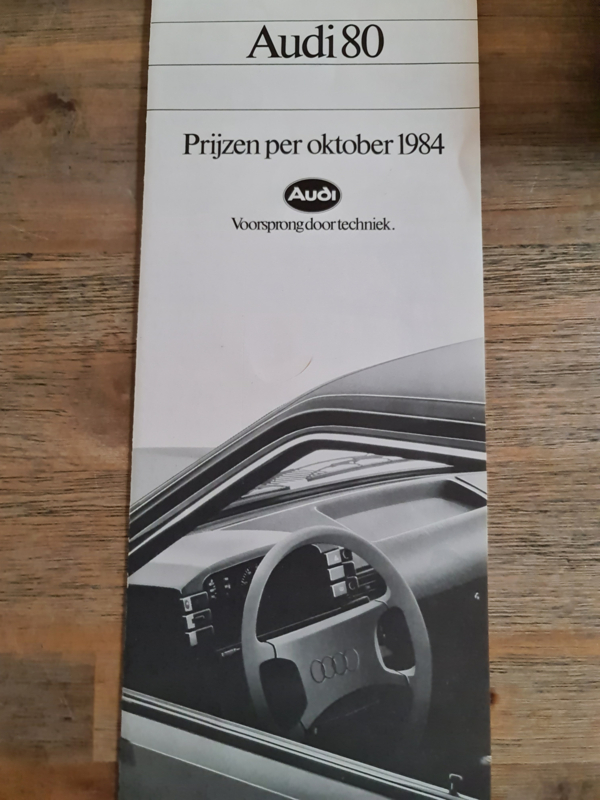 Audi 80
Prijzen per oktober 1984
Audi
Voorsprong door techniek.